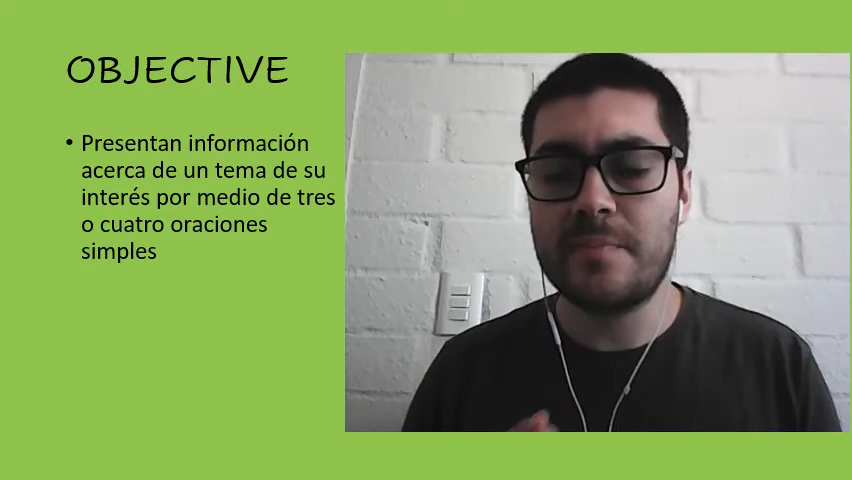 OBJECTIVE
• Presentan información
acerca de un tema de su
interés por medio de tres
o cuatro oraciones
simples